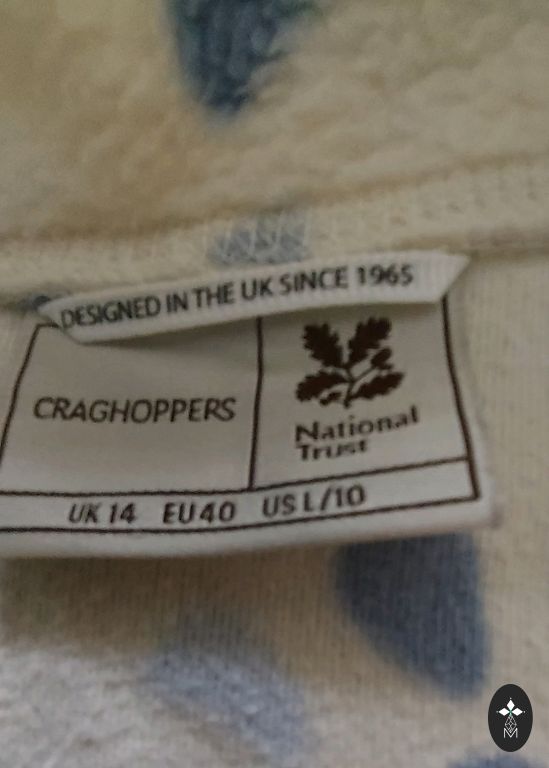 DESIGNED IN THE UK SINCE 1965
CRAGHOPPERS
National
Trust
UK 14 EU 40 US L/10